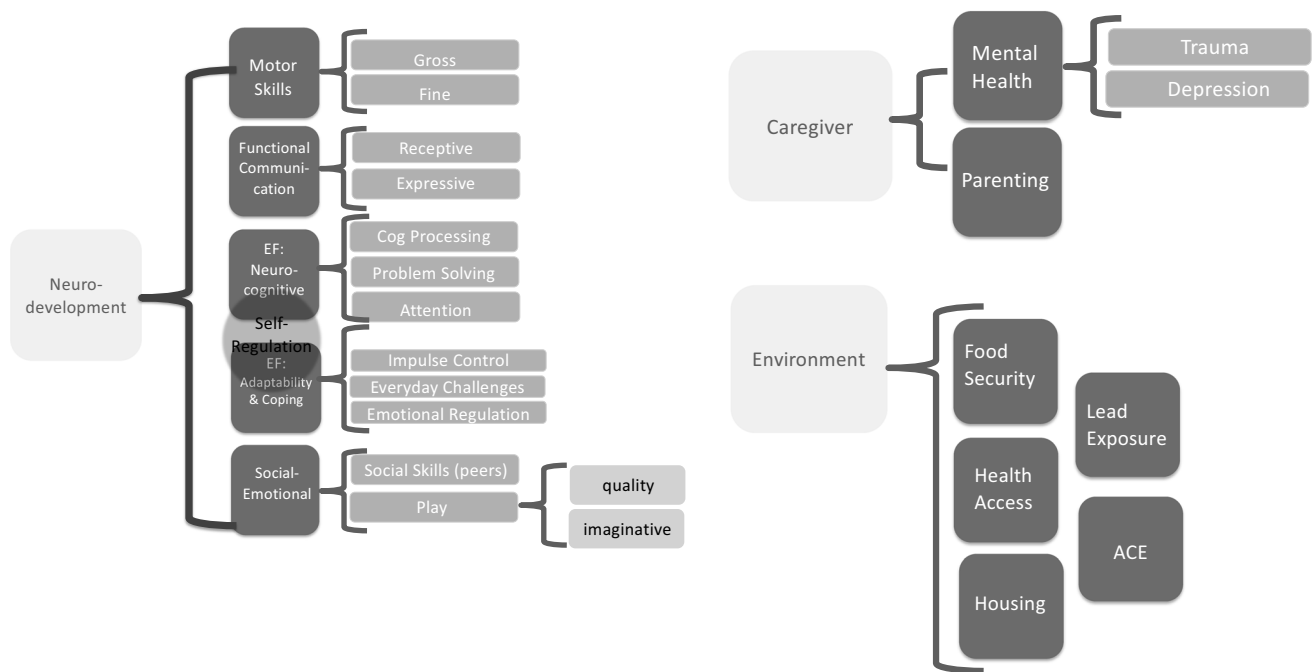 Neuro-
development
Motor
Skills
Gross
Fine
Functional
Communi-
cation
Receptive
Expressive
EF:
Neuro-
cognitive
Cog Processing
Problem Solving
Attention
Self-
Regulation
EF:
Adaptability
& Coping
Impulse Control
Everyday Challenges
Emotional Regulation
Social-
Emotional
Social Skills (peers)
Play
quality
imaginative
Caregiver
Mental
Health
Trauma
Depression
Parenting
Environment
Food
Security
Lead
Exposure
Health
Access
ACE
Housing